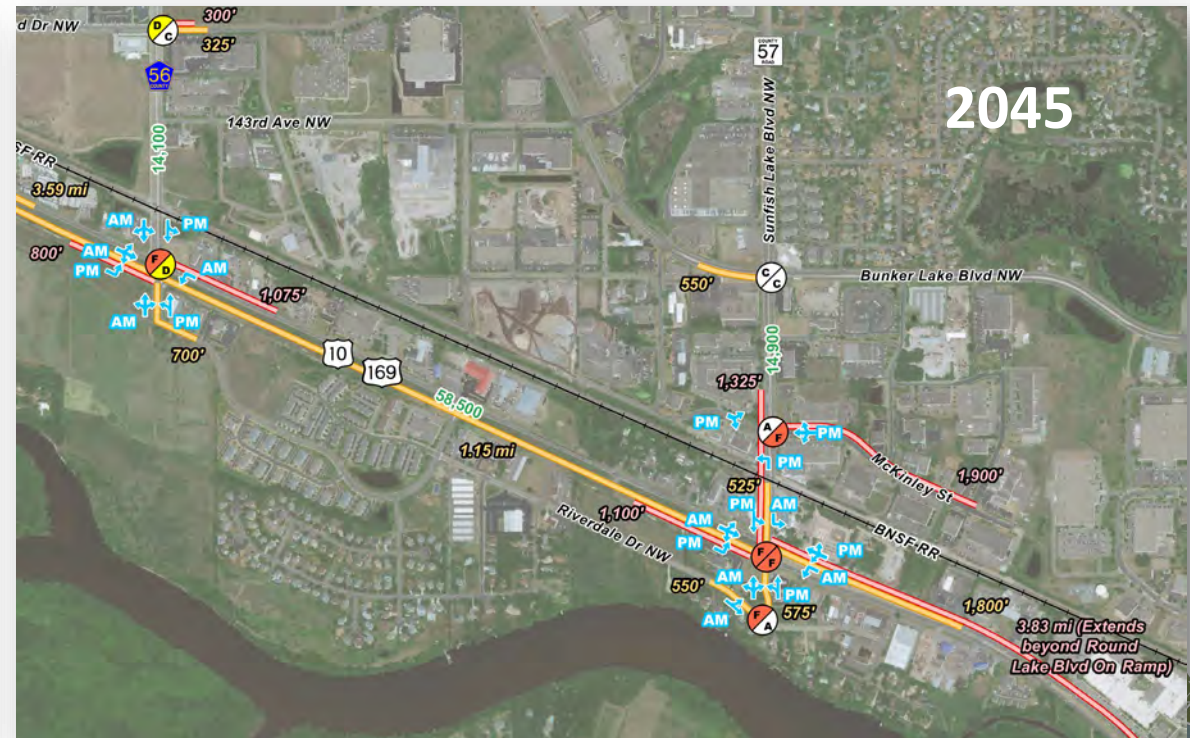 300'
d Dr NW
D
C
325'
COUNTY
57
ROAD
56
COUNTY
2045
143rd Ave NW
14,100
Sunfish Lake Blvd NW
SF RR
3.59 mi
AM
PM
800'
AM
PM
F
D
AM
1,075'
AM
PM
700'
550'
C
C
Bunker Lake Blvd NW
10
169
58,500
14,900
1,325'
PM
A
F
PM
PM
McKinley St
1,900'
1.15 mi
525'
1,100'
Riverdale Dr NW
AM
PM
PM
AM
F
F
PM
AM
BNSF RR
550'
AM
PM
AM
F
A
575'
1,800'
3.83 mi (Extends
beyond Round
Lake Blvd On Ramp)